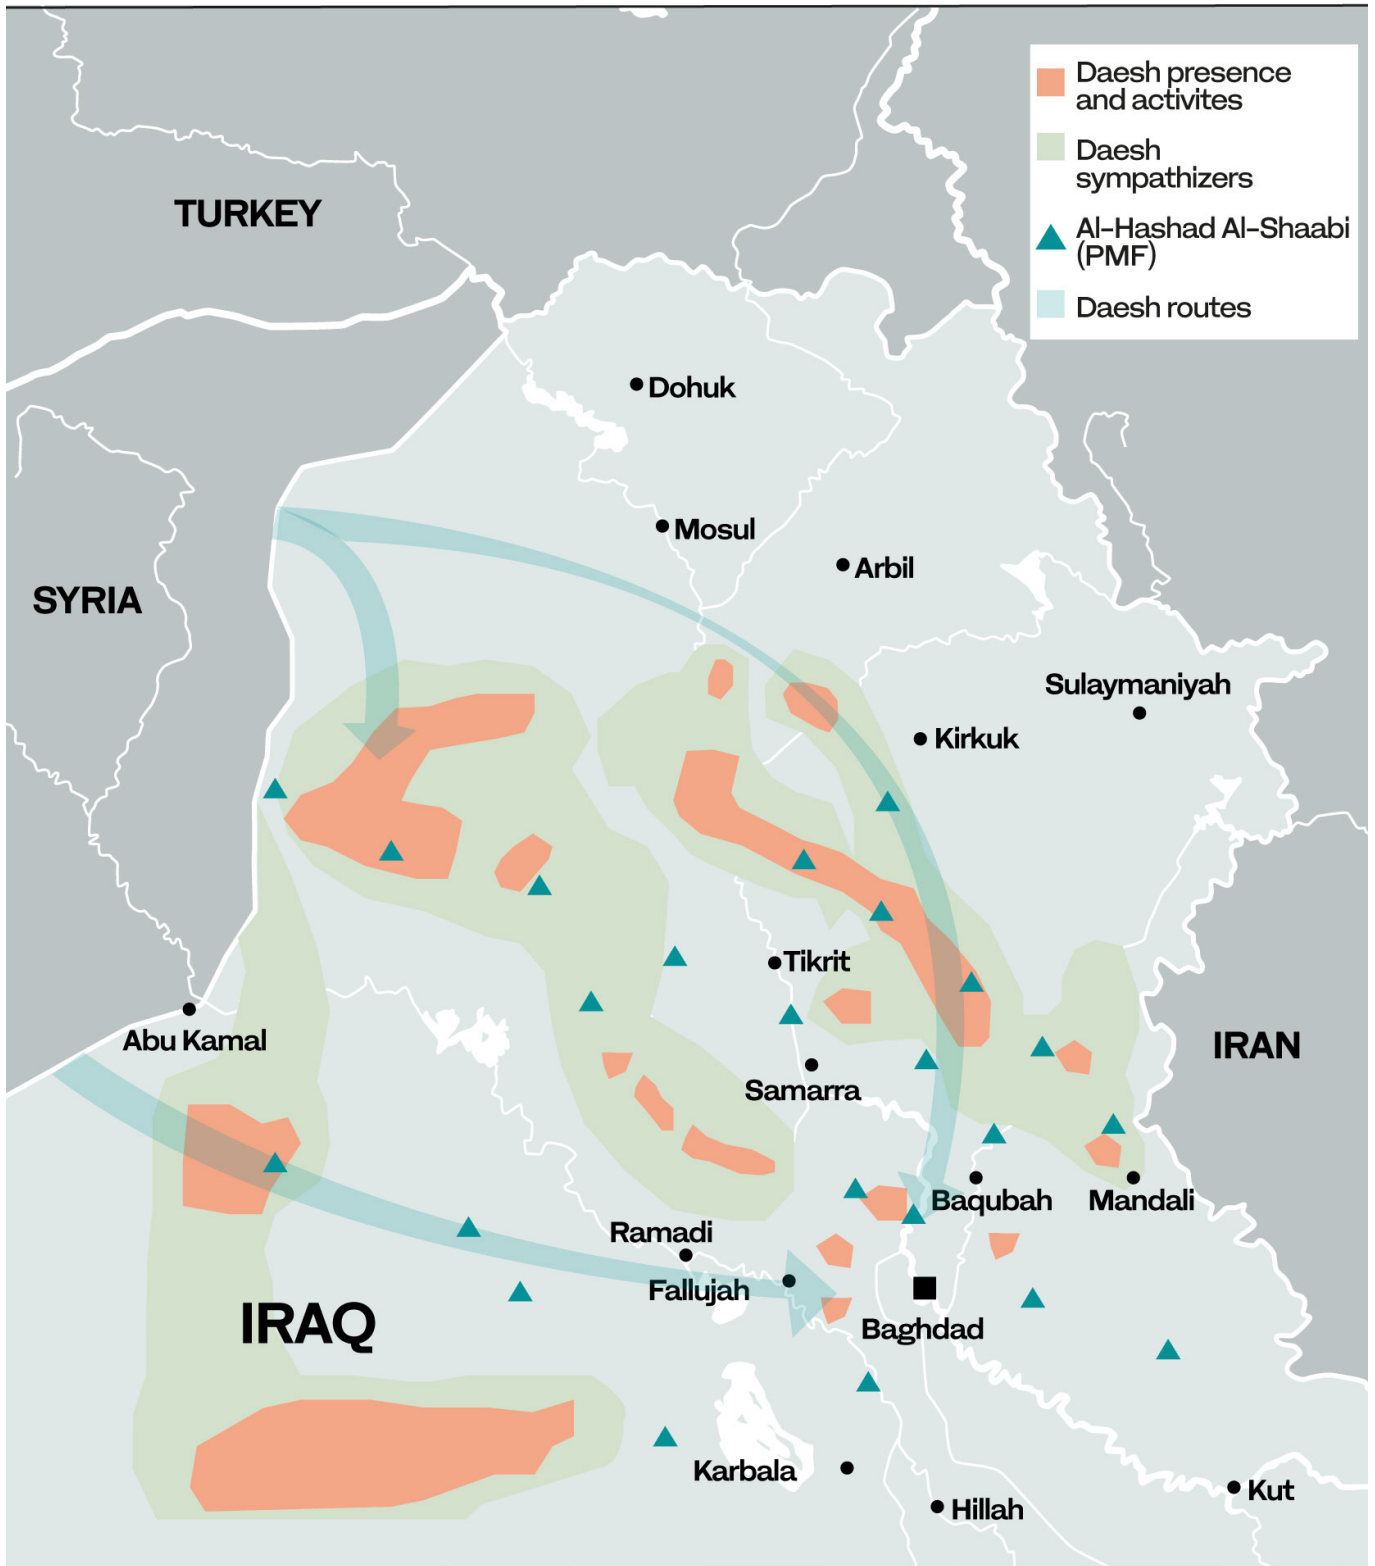 Daesh presence
and activites
Daesh
sympathizers
Al-Hashad Al-Shaabi
(PMF)
Daesh routes
TURKEY
Dohuk
Mosul
Arbil
SYRIA
Sulaymaniyah
Kirkuk
Tikrit
Abu Kamal
IRAN
Samarra
Baqubah
Mandali
Ramadi
Fallujah
IRAQ
Baghdad
Karbala
Kut
Hillah